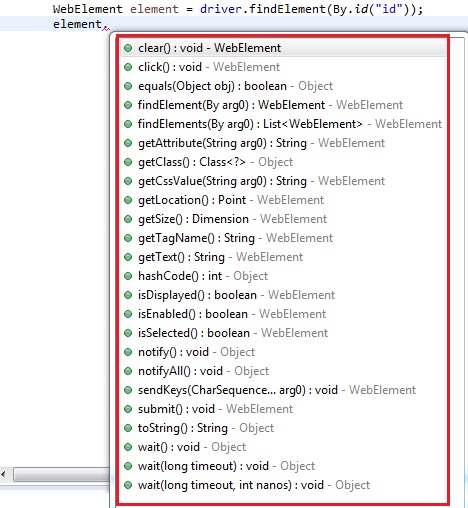 WebElement element = driver.findElement(By.id("id"));
element.
clear() : void - WebElement
click() : void - WebElement
equals(Object obj) : boolean - Object
findElement(By arg0) : WebElement - WebElement
findElements(By arg0) : List<WebElement> - WebElement
getAttribute(String arg0) : String - WebElement
getClass() : Class<?> - Object
getCssValue(String arg0) : String - WebElement
getLocation() : Point - WebElement
getSize() : Dimension - WebElement
getTagName() : String - WebElement
getText() : String - WebElement
hashCode() : int - Object
isDisplayed() : boolean - WebElement
isEnabled() : boolean - WebElement
isSelected() : boolean - WebElement
notify() : void - Object
notifyAll() : void - Object
sendKeys(CharSequence... arg0) : void - WebElement
submit() : void - WebElement
toString() : String - Object
wait() : void - Object
wait(long timeout) : void - Object
wait(long timeout, int nanos) : void - Object